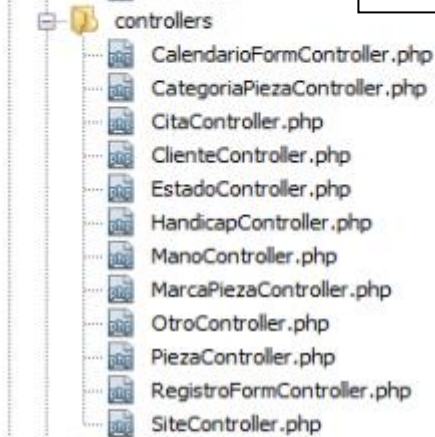 controllers
CalendarioFormController.php
CategoriaPiezaController.php
CitaController.php
ClienteController.php
EstadoController.php
HandicapController.php
ManoController.php
MarcaPiezaController.php
OtroController.php
PiezaController.php
RegistroFormController.php
SiteController.php